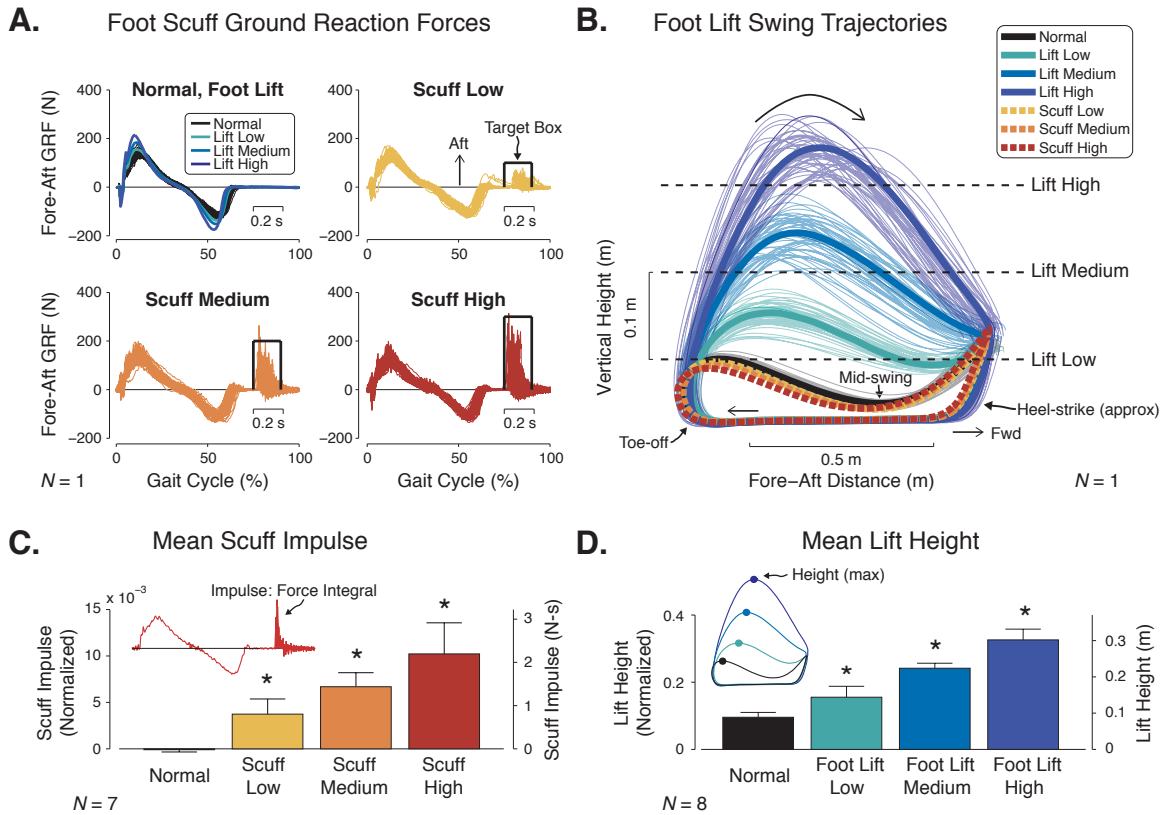 A. Foot Scuff Ground Reaction Forces
Normal, Foot Lift
Fore-Aft GRF (N)
400
200
0
−200
0 50 100
Normal
Lift Low
Lift Medium
Lift High
0.2 s
Scuff Low
400
200
0
−200
0 50 100
Aft
Target Box
0.2 s
Scuff Medium
Fore-Aft GRF (N)
400
200
0
−200
0 50 100
0.2 s
Gait Cycle (%)
Scuff High
400
200
0
−200
0 50 100
0.2 s
Gait Cycle (%)
N = 1
B. Foot Lift Swing Trajectories
Normal
Lift Low
Lift Medium
Lift High
Scuff Low
Scuff Medium
Scuff High
Lift High
Lift Medium
Lift Low
Vertical Height (m)
0.1 m
Mid-swing
Heel-strike (approx)
Toe-off
Fwd
0.5 m
Fore−Aft Distance (m)
N = 1
C. Mean Scuff Impulse
Impulse: Force Integral
Scuff Impulse
(Normalized)
15 × 10⁻³
10
5
0
* * *
3
2
1
0
Scuff Impulse (N-s)
Normal
Scuff Low
Scuff Medium
Scuff High
N = 7
D. Mean Lift Height
Height (max)
Lift Height
(Normalized)
0.4
0.2
0
* * *
0.3
0.2
0.1
0
Lift Height (m)
Normal
Foot Lift Low
Foot Lift Medium
Foot Lift High
N = 8